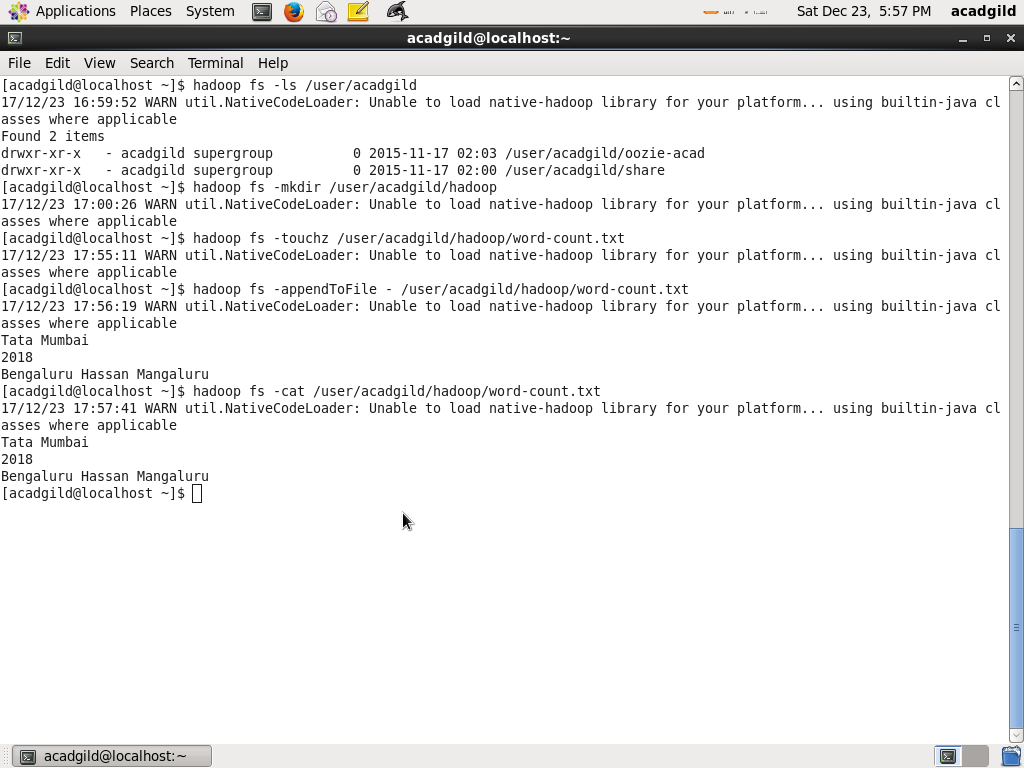 Applications Places System Sat Dec 23, 5:57 PM acadgild
acadgild@localhost:~
File Edit View Search Terminal Help
[acadgild@localhost ~]$ hadoop fs -ls /user/acadgild
17/12/23 16:59:52 WARN util.NativeCodeLoader: Unable to load native-hadoop library for your platform... using builtin-java cl
asses where applicable
Found 2 items
drwxr-xr-x   - acadgild supergroup          0 2015-11-17 02:03 /user/acadgild/oozie-acad
drwxr-xr-x   - acadgild supergroup          0 2015-11-17 02:00 /user/acadgild/share
[acadgild@localhost ~]$ hadoop fs -mkdir /user/acadgild/hadoop
17/12/23 17:00:26 WARN util.NativeCodeLoader: Unable to load native-hadoop library for your platform... using builtin-java cl
asses where applicable
[acadgild@localhost ~]$ hadoop fs -touchz /user/acadgild/hadoop/word-count.txt
17/12/23 17:55:11 WARN util.NativeCodeLoader: Unable to load native-hadoop library for your platform... using builtin-java cl
asses where applicable
[acadgild@localhost ~]$ hadoop fs -appendToFile - /user/acadgild/hadoop/word-count.txt
17/12/23 17:56:19 WARN util.NativeCodeLoader: Unable to load native-hadoop library for your platform... using builtin-java cl
asses where applicable
Tata Mumbai
2018
Bengaluru Hassan Mangaluru
[acadgild@localhost ~]$ hadoop fs -cat /user/acadgild/hadoop/word-count.txt
17/12/23 17:57:41 WARN util.NativeCodeLoader: Unable to load native-hadoop library for your platform... using builtin-java cl
asses where applicable
Tata Mumbai
2018
Bengaluru Hassan Mangaluru
[acadgild@localhost ~]$
acadgild@localhost:~